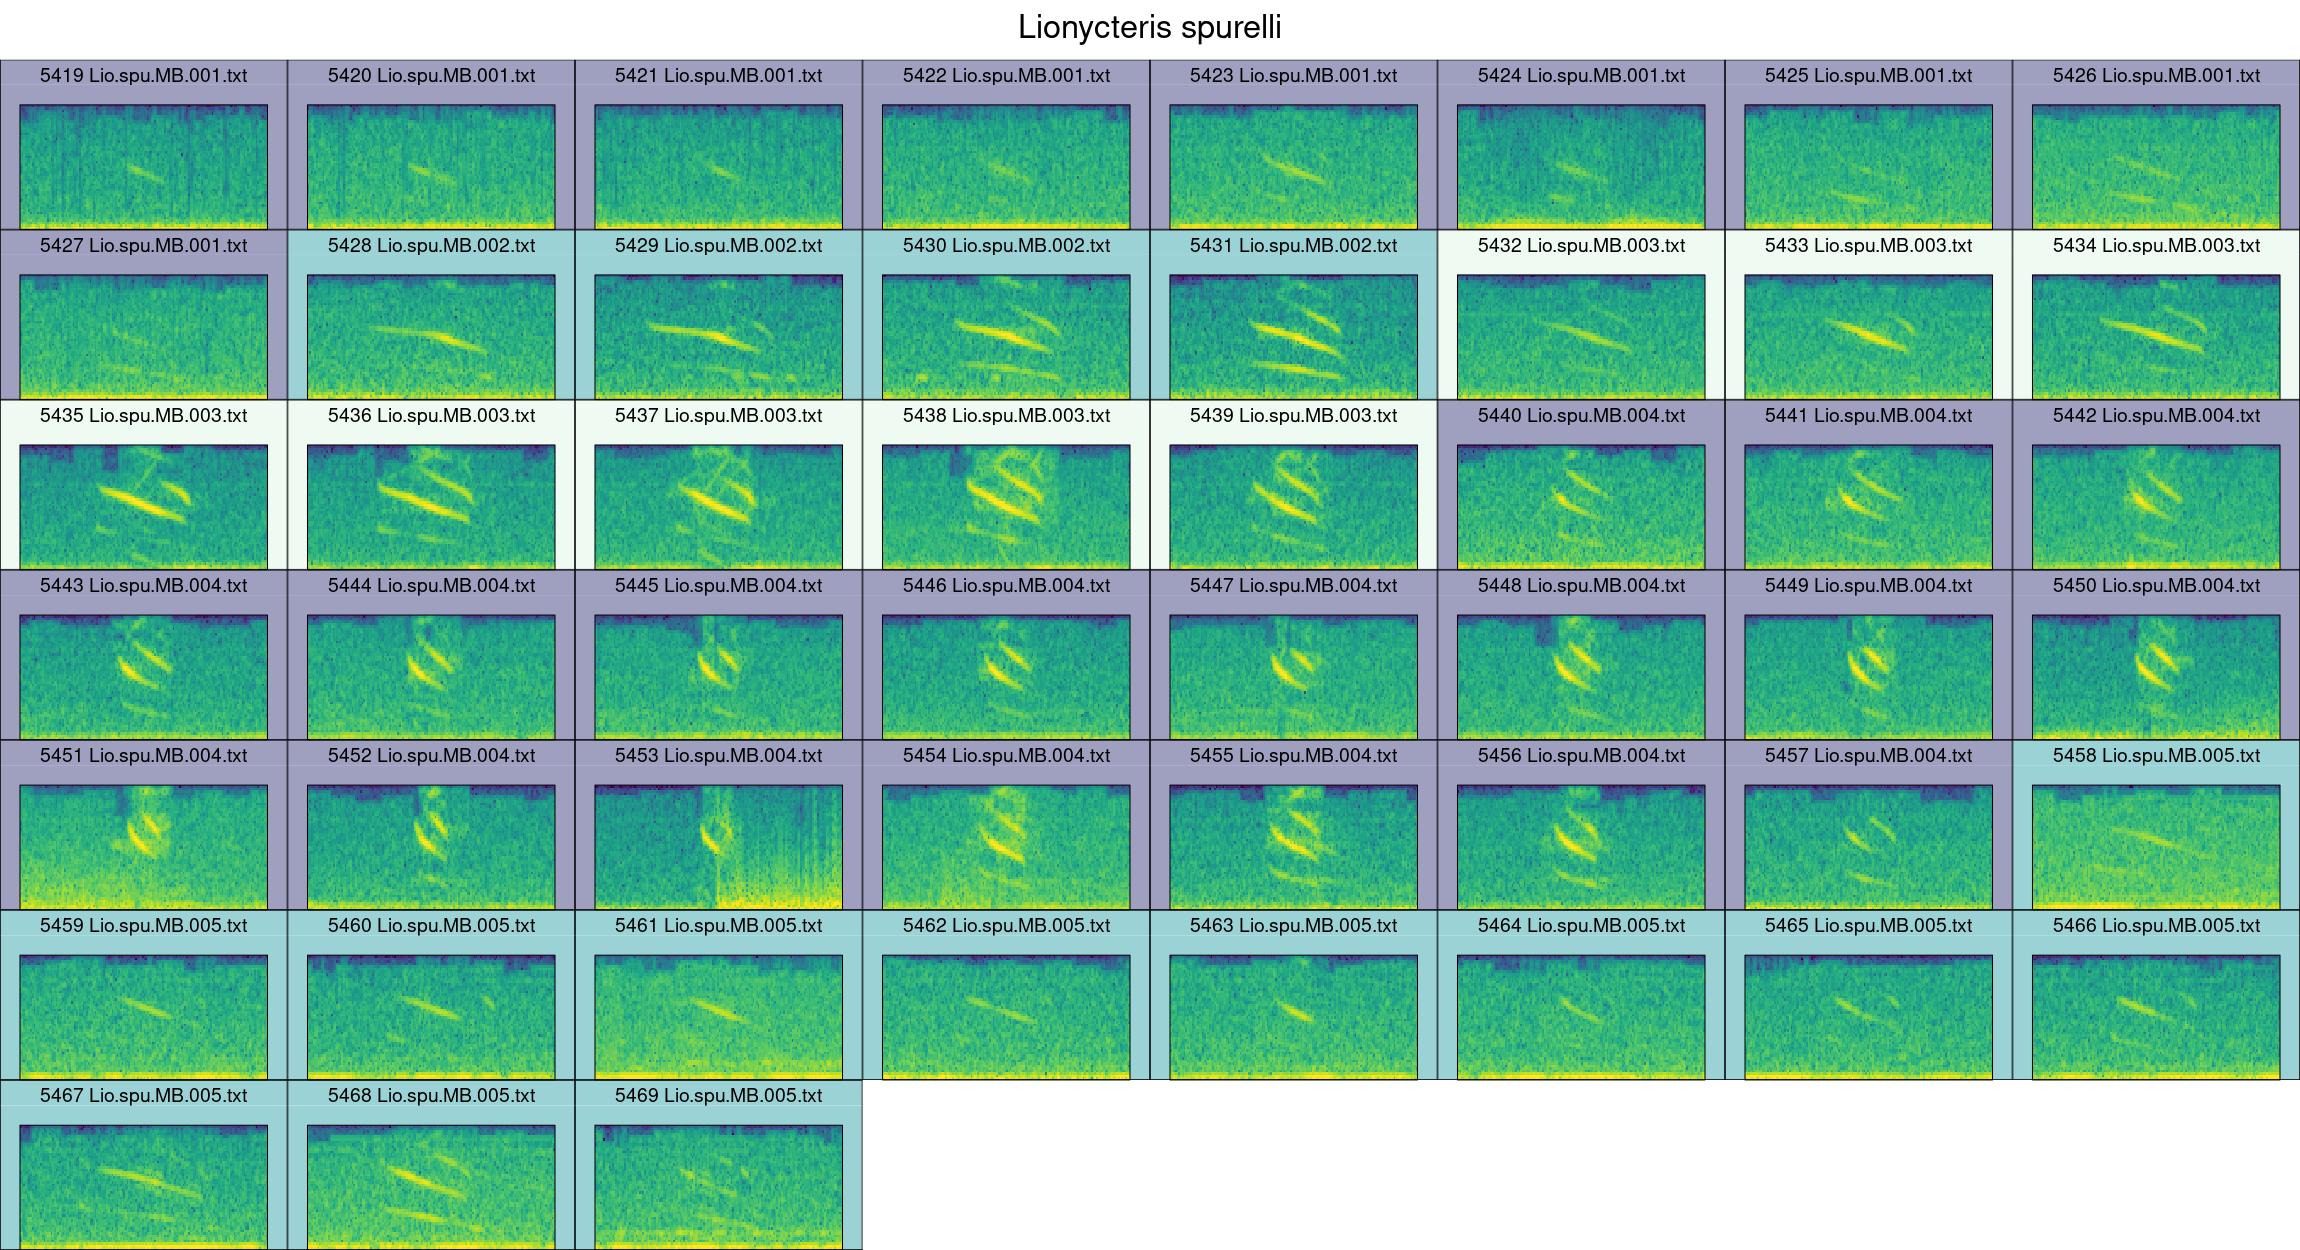 Lionycteris spurelli
5419 Lio.spu.MB.001.txt 5420 Lio.spu.MB.001.txt 5421 Lio.spu.MB.001.txt 5422 Lio.spu.MB.001.txt 5423 Lio.spu.MB.001.txt 5424 Lio.spu.MB.001.txt 5425 Lio.spu.MB.001.txt 5426 Lio.spu.MB.001.txt
5427 Lio.spu.MB.001.txt 5428 Lio.spu.MB.002.txt 5429 Lio.spu.MB.002.txt 5430 Lio.spu.MB.002.txt 5431 Lio.spu.MB.002.txt 5432 Lio.spu.MB.003.txt 5433 Lio.spu.MB.003.txt 5434 Lio.spu.MB.003.txt
5435 Lio.spu.MB.003.txt 5436 Lio.spu.MB.003.txt 5437 Lio.spu.MB.003.txt 5438 Lio.spu.MB.003.txt 5439 Lio.spu.MB.003.txt 5440 Lio.spu.MB.004.txt 5441 Lio.spu.MB.004.txt 5442 Lio.spu.MB.004.txt
5443 Lio.spu.MB.004.txt 5444 Lio.spu.MB.004.txt 5445 Lio.spu.MB.004.txt 5446 Lio.spu.MB.004.txt 5447 Lio.spu.MB.004.txt 5448 Lio.spu.MB.004.txt 5449 Lio.spu.MB.004.txt 5450 Lio.spu.MB.004.txt
5451 Lio.spu.MB.004.txt 5452 Lio.spu.MB.004.txt 5453 Lio.spu.MB.004.txt 5454 Lio.spu.MB.004.txt 5455 Lio.spu.MB.004.txt 5456 Lio.spu.MB.004.txt 5457 Lio.spu.MB.004.txt 5458 Lio.spu.MB.005.txt
5459 Lio.spu.MB.005.txt 5460 Lio.spu.MB.005.txt 5461 Lio.spu.MB.005.txt 5462 Lio.spu.MB.005.txt 5463 Lio.spu.MB.005.txt 5464 Lio.spu.MB.005.txt 5465 Lio.spu.MB.005.txt 5466 Lio.spu.MB.005.txt
5467 Lio.spu.MB.005.txt 5468 Lio.spu.MB.005.txt 5469 Lio.spu.MB.005.txt